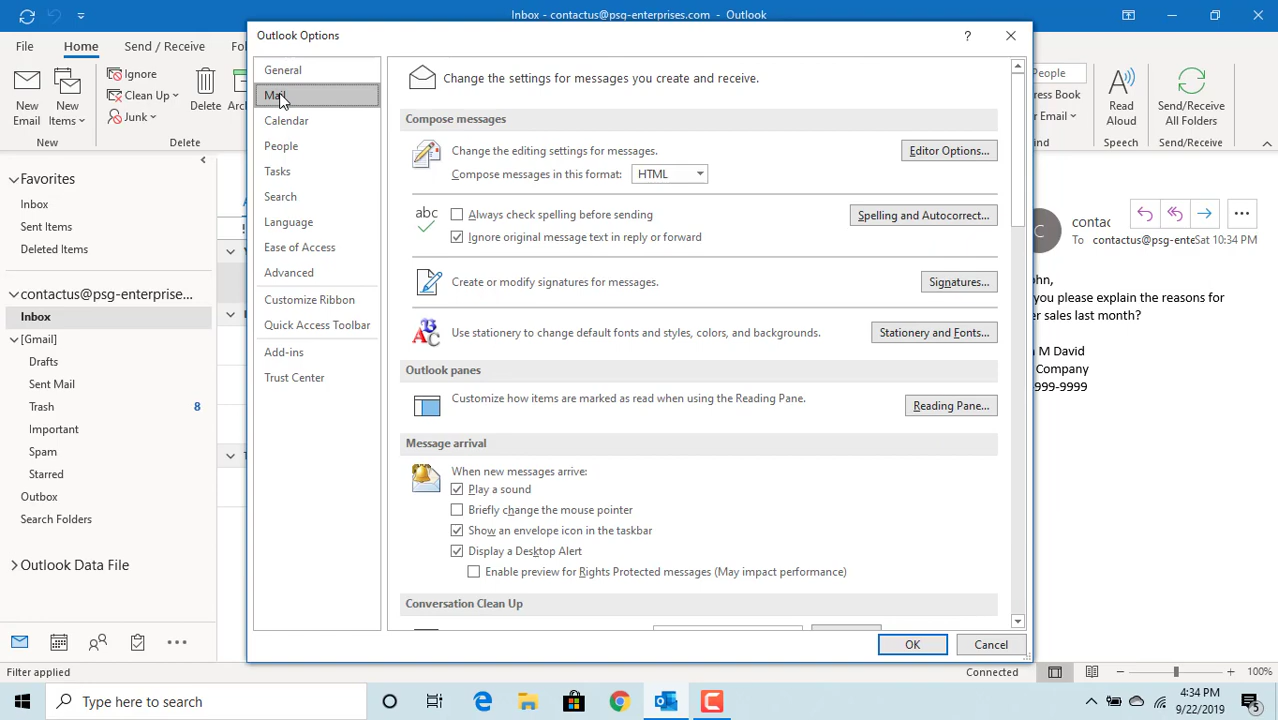 Inbox - contactus@psg-enterprises.com - Outlook
File
Home
Send / Receive
New Email
New Items
New
Ignore
Clean Up
Junk
Delete
Delete
People
Read Aloud
Speech
Send/Receive All Folders
Send/Receive
Favorites
Inbox
Sent Items
Deleted Items
contactus@psg-enterprise...
Inbox
[Gmail]
Drafts
Sent Mail
Trash 8
Important
Spam
Starred
Outbox
Search Folders
Outlook Data File
Outlook Options
?
General
Mail
Calendar
People
Tasks
Search
Language
Ease of Access
Advanced
Customize Ribbon
Quick Access Toolbar
Add-ins
Trust Center
Change the settings for messages you create and receive.
Compose messages
Change the editing settings for messages.
Editor Options...
Compose messages in this format: HTML
abc
Always check spelling before sending
Spelling and Autocorrect...
Ignore original message text in reply or forward
Create or modify signatures for messages.
Signatures...
Use stationery to change default fonts and styles, colors, and backgrounds.
Stationery and Fonts...
Outlook panes
Customize how items are marked as read when using the Reading Pane.
Reading Pane...
Message arrival
When new messages arrive:
Play a sound
Briefly change the mouse pointer
Show an envelope icon in the taskbar
Display a Desktop Alert
Enable preview for Rights Protected messages (May impact performance)
Conversation Clean Up
OK
Cancel
C
contac
To contactus@psg-ente
Sat 10:34 PM
you please explain the reasons for
sales last month?
M David
Company
999-9999
Filter applied
Connected
100%
Type here to search
4:34 PM
9/22/2019
5